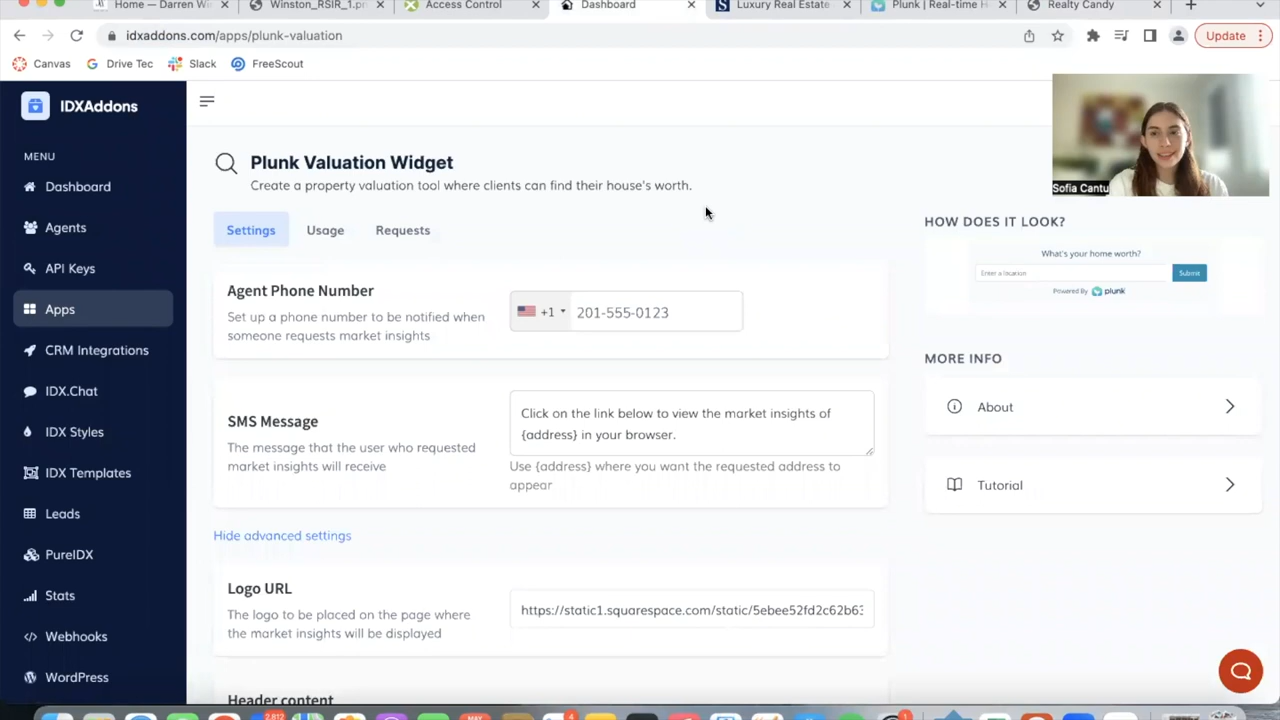 Home — Darren Wi
Winston_RSIR_1.pn
Access Control
Dashboard
Luxury Real Estate
Plunk | Real-time H
Realty Candy
idxaddons.com/apps/plunk-valuation
Update
Canvas
Drive Tec
Slack
FreeScout
IDXAddons
MENU
Dashboard
Agents
API Keys
Apps
CRM Integrations
IDX.Chat
IDX Styles
IDX Templates
Leads
PureIDX
Stats
Webhooks
WordPress
Plunk Valuation Widget
Create a property valuation tool where clients can find their house's worth.
Settings
Usage
Requests
Agent Phone Number
Set up a phone number to be notified when
someone requests market insights
+1
201-555-0123
SMS Message
The message that the user who requested
market insights will receive
Click on the link below to view the market insights of
{address} in your browser.
Use {address} where you want the requested address to
appear
Hide advanced settings
Logo URL
The logo to be placed on the page where
the market insights will be displayed
https://static1.squarespace.com/static/5ebee52fd2c62b63
Header content
Sofia Cantu
HOW DOES IT LOOK?
What's your home worth?
Enter a location
Submit
Powered By plunk
MORE INFO
About
Tutorial
2,812
MAY
4
1